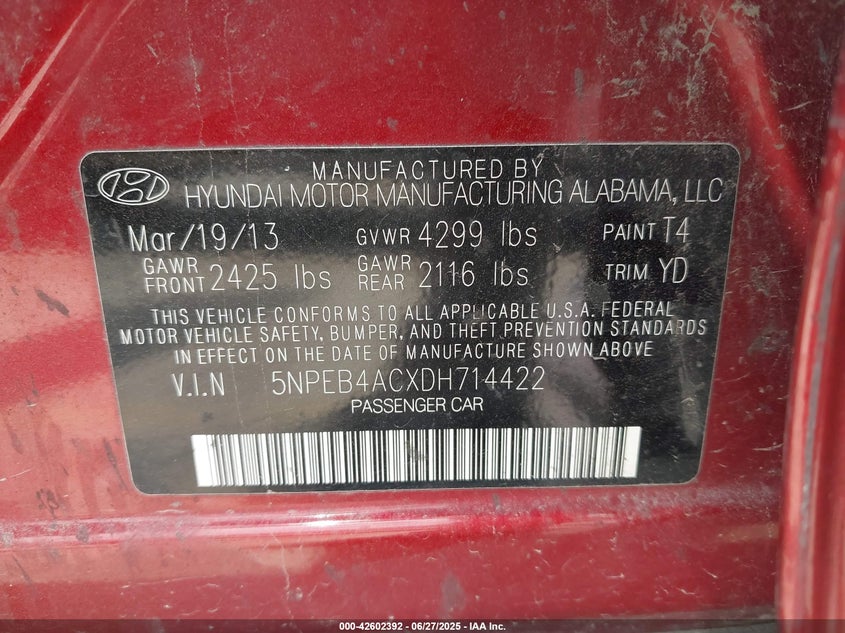 MANUFACTURED BY
HYUNDAI MOTOR MANUFACTURING ALABAMA, LLC
Mar/19/13 GVWR 4299 lbs PAINT T4
GAWR FRONT 2425 lbs GAWR REAR 2116 lbs TRIM YD
THIS VEHICLE CONFORMS TO ALL APPLICABLE U.S.A. FEDERAL
MOTOR VEHICLE SAFETY, BUMPER, AND THEFT PREVENTION STANDARDS
IN EFFECT ON THE DATE OF MANUFACTURE SHOWN ABOVE
V.I.N 5NPEB4ACXDH714422
PASSENGER CAR
000-42602392 - 06/27/2025 - IAA Inc.